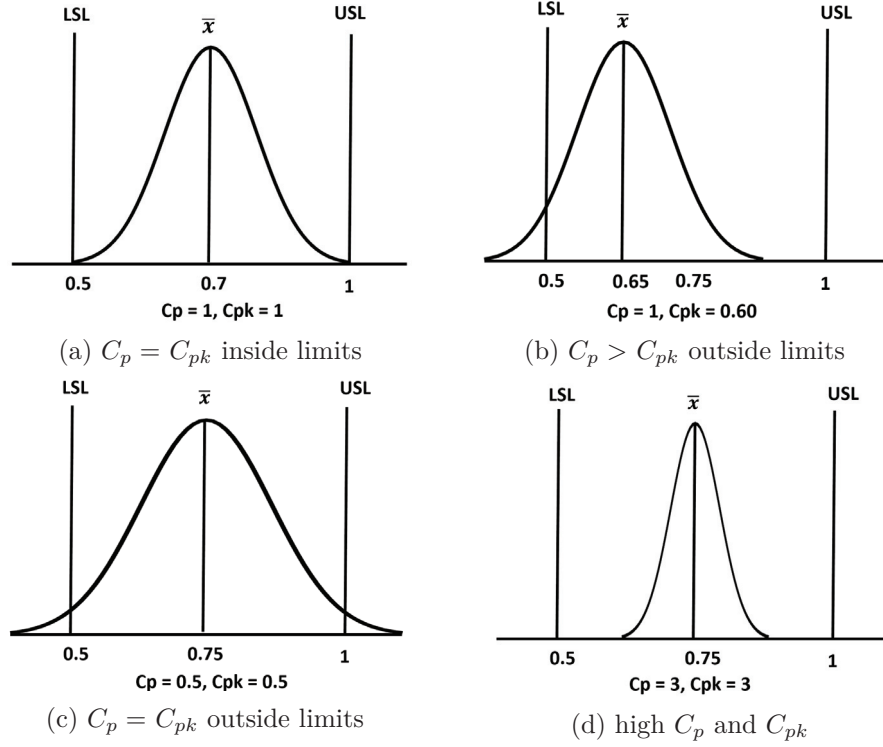 LSL
x̅
USL
0.5
0.7
1
Cp = 1, Cpk = 1
(a) Cₚ = Cₚₖ inside limits
LSL
x̅
USL
0.5
0.65
0.75
1
Cp = 1, Cpk = 0.60
(b) Cₚ > Cₚₖ outside limits
LSL
x̅
USL
0.5
0.75
1
Cp = 0.5, Cpk = 0.5
(c) Cₚ = Cₚₖ outside limits
LSL
x̅
USL
0.5
0.75
1
Cp = 3, Cpk = 3
(d) high Cₚ and Cₚₖ